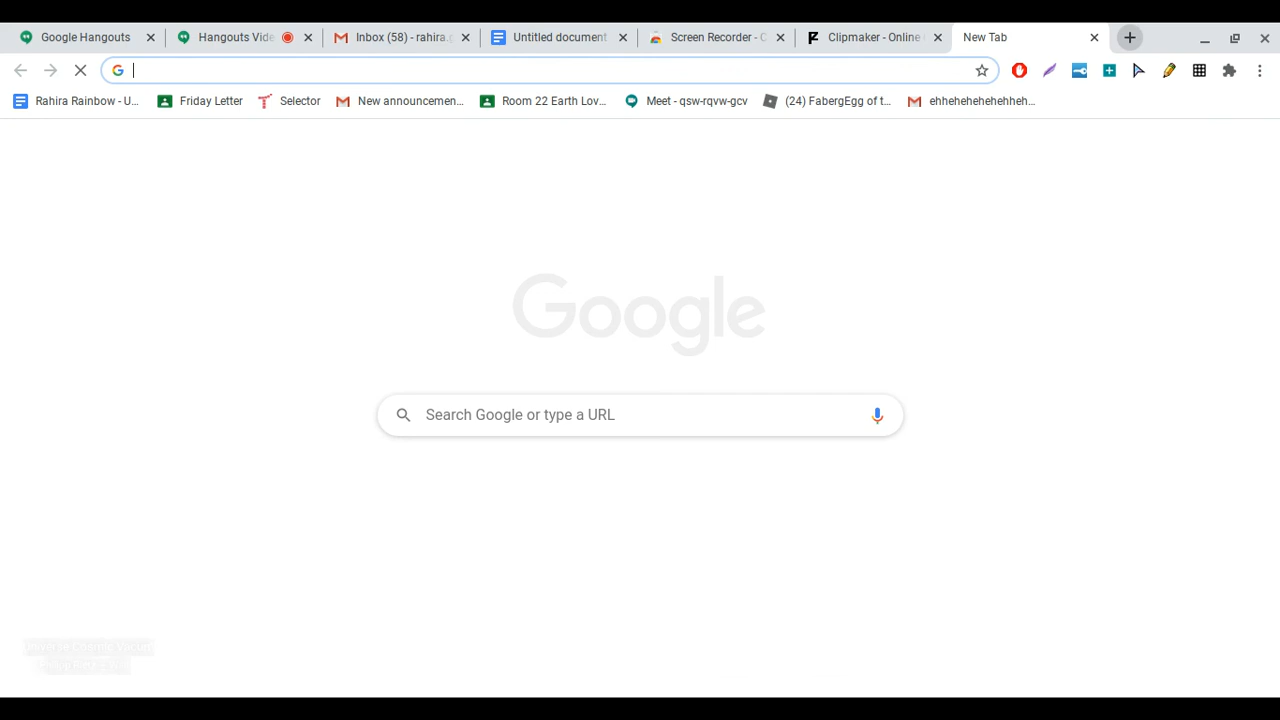 Google Hangouts
Hangouts Vide
Inbox (58) - rahira.g
Untitled document
Screen Recorder - C
Clipmaker - Online
New Tab
Rahira Rainbow - U...
Friday Letter
Selector
New announcemen...
Room 22 Earth Lov...
Meet - qsw-rqvw-gcv
(24) FabergEgg of t...
ehhehehehehheh...
Google
Search Google or type a URL